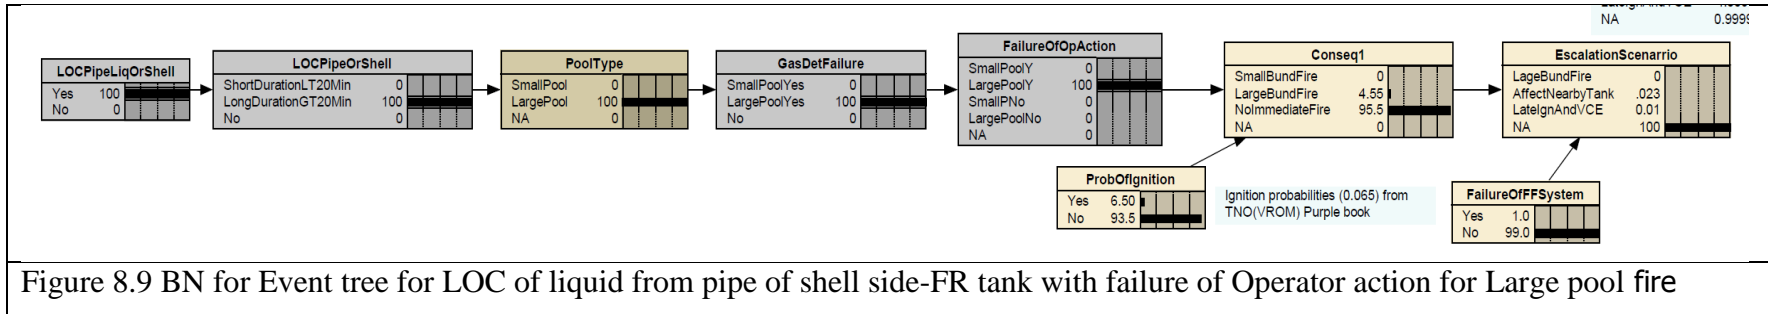 NA 0.9999
LOCPipeLiqOrShell
Yes 100
No 0
LOCPipeOrShell
ShortDurationLT20Min 0
LongDurationGT20Min 100
No 0
PoolType
SmallPool 0
LargePool 100
NA 0
GasDetFailure
SmallPoolYes 0
LargePoolYes 100
No 0
FailureOfOpAction
SmallPoolY 0
LargePoolY 100
SmallPNo 0
LargePoolNo 0
NA 0
Conseq1
SmallBundFire 0
LargeBundFire 4.55
NoImmediateFire 95.5
NA 0
EscalationScenarrio
LageBundFire 0
AffectNearbyTank .023
LateIgnAndVCE 0.01
NA 100
ProbOfIgnition
Yes 6.50
No 93.5
Ignition probabilities (0.065) from
TNO(VROM) Purple book
FailureOfFFSystem
Yes 1.0
No 99.0
Figure 8.9 BN for Event tree for LOC of liquid from pipe of shell side-FR tank with failure of Operator action for Large pool fire